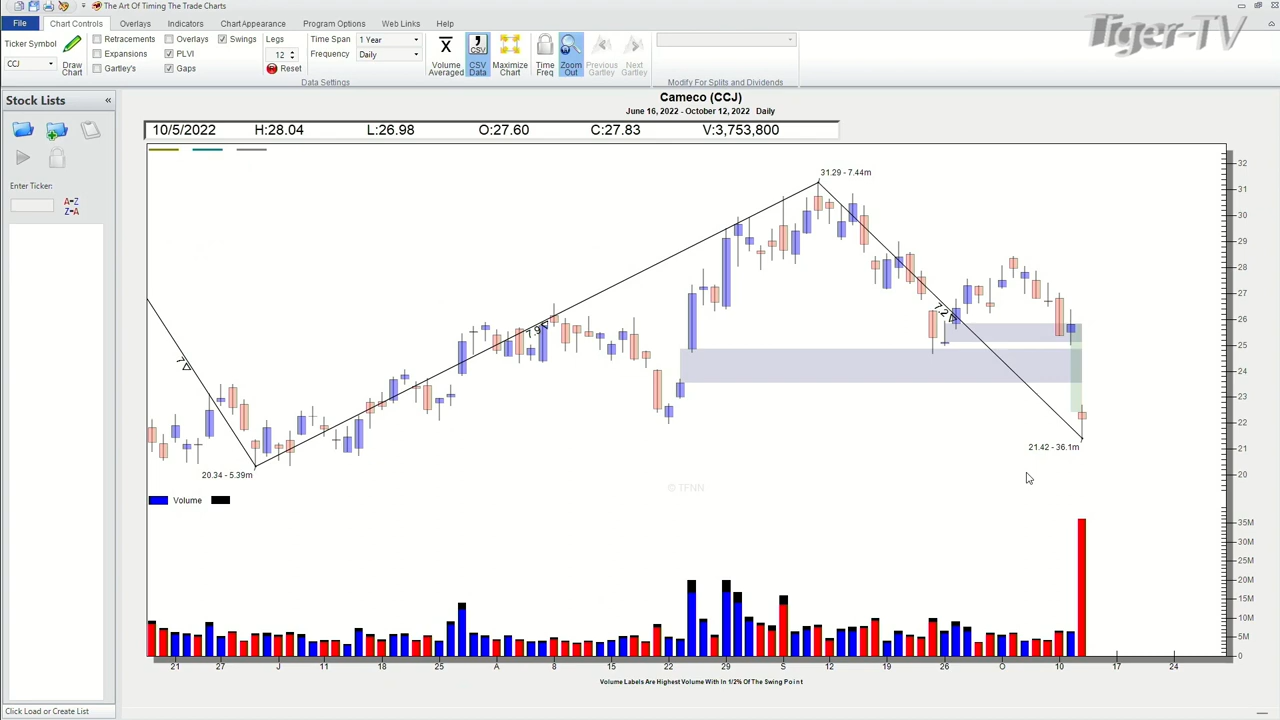 The Art Of Timing The Trade Charts
Tiger-TV
File Chart Controls Overlays Indicators Chart Appearance Program Options Web Links Help
Ticker Symbol
CCJ
Draw Chart
Retracements Overlays Swings
Expansions PLVI
Gartley's Gaps
Legs
12
Reset
Time Span 1 Year
Frequency Daily
Data Settings
Volume Averaged
CSV Data
Maximize Chart
Time Freq
Zoom Out
Previous Gartley
Next Gartley
Modify For Splits and Dividends
Stock Lists «
Enter Ticker:
A-Z
Z-A
Click Load or Create List
Cameco (CCJ)
June 16, 2022 - October 12, 2022 Daily
10/5/2022 H:28.04 L:26.98 O:27.60 C:27.83 V:3,753,800
31.29 - 7.44m
20.34 - 5.39m
21.42 - 36.1m
© TFNN
32
31
30
29
28
27
26
25
24
23
22
21
20
Volume
35M
30M
25M
20M
15M
10M
5M
0
21 27 J 11 18 25 A 8 15 22 29 S 12 19 26 O 10 17 24
Volume Labels Are Highest Volume With In 1/2% Of The Swing Point